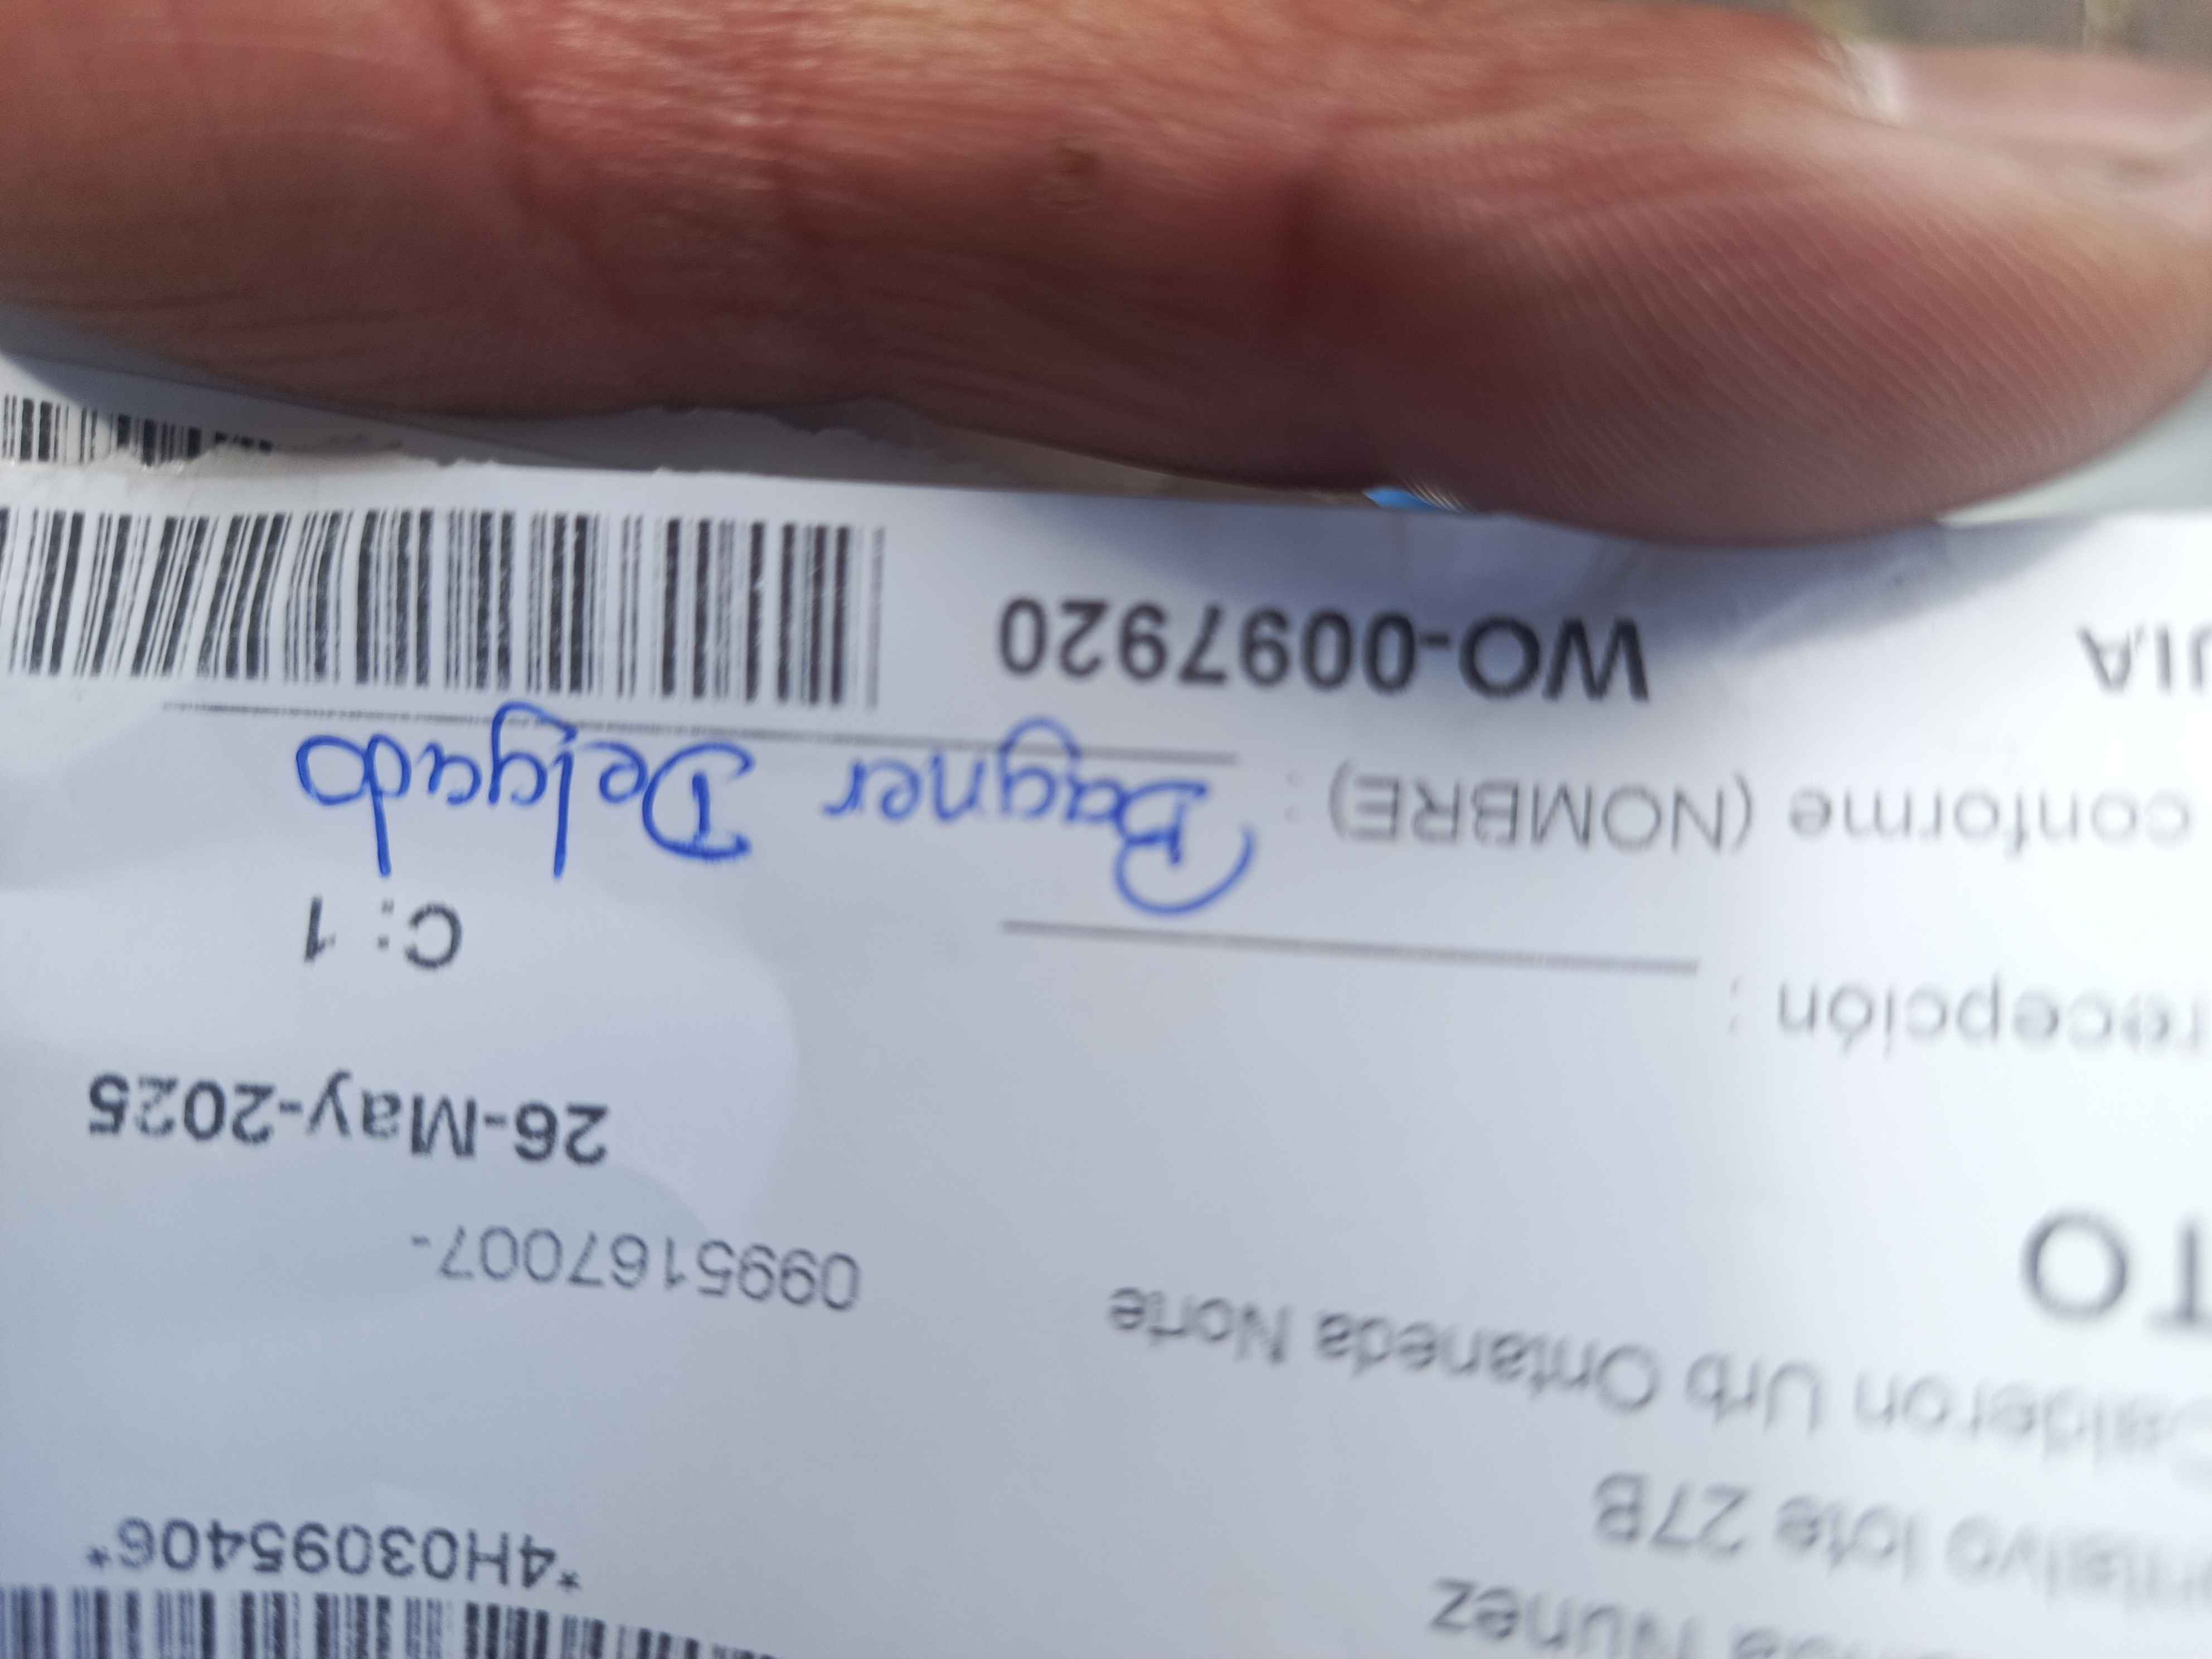 *4H03095406*
Nunez
lote 27B
Calderon Urb Ontaneda Norte
0995167007-
TO
26-May-2025
recepción :
C: 1
conforme (NOMBRE) : Bagner Delgado
WO-0097920